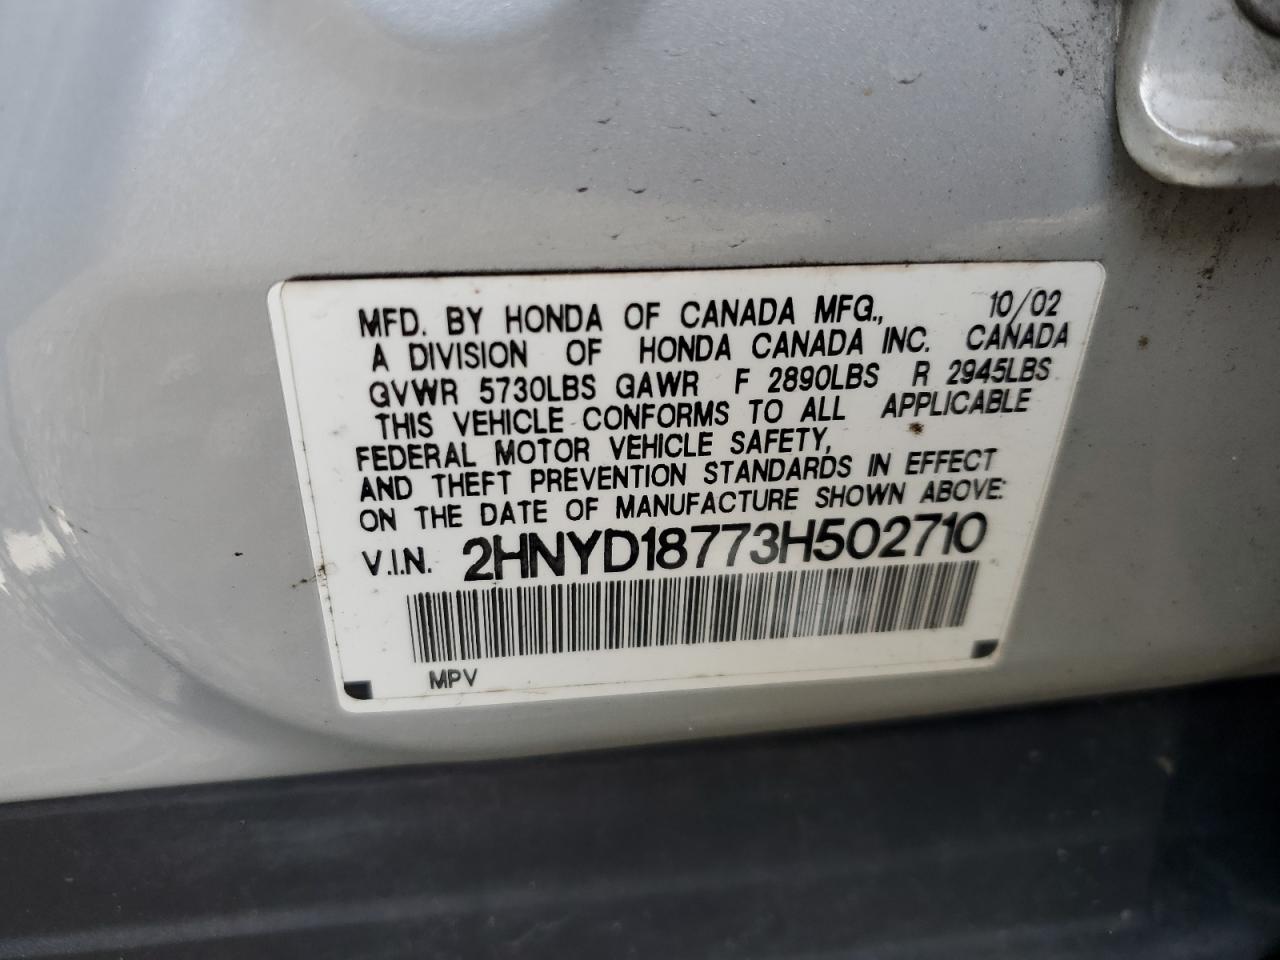 MFD. BY HONDA OF CANADA MFG., 10/02
A DIVISION OF HONDA CANADA INC. CANADA
GVWR 5730LBS GAWR F 2890LBS R 2945LBS
THIS VEHICLE CONFORMS TO ALL APPLICABLE
FEDERAL MOTOR VEHICLE SAFETY,
AND THEFT PREVENTION STANDARDS IN EFFECT
ON THE DATE OF MANUFACTURE SHOWN ABOVE:
V.I.N. 2HNYD18773H502710
MPV